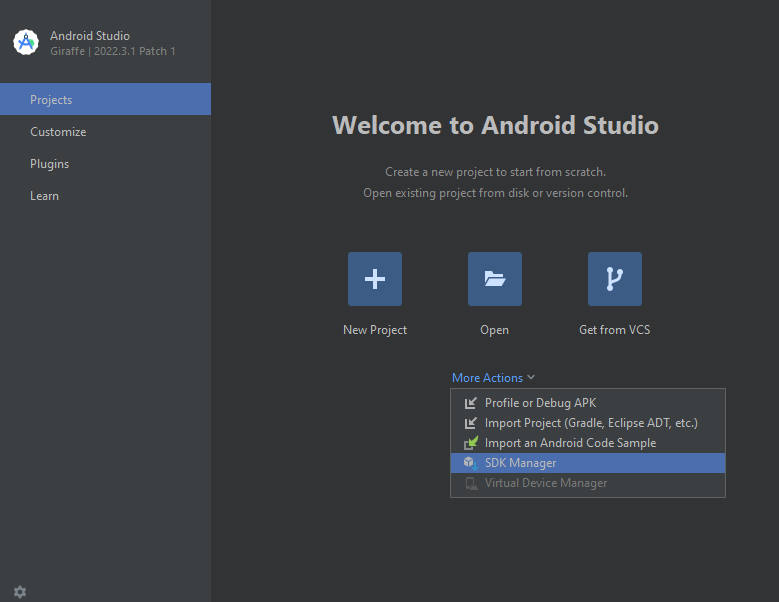 Android Studio
Giraffe | 2022.3.1 Patch 1
Projects
Customize
Plugins
Learn
Welcome to Android Studio
Create a new project to start from scratch.
Open existing project from disk or version control.
New Project
Open
Get from VCS
More Actions
Profile or Debug APK
Import Project (Gradle, Eclipse ADT, etc.)
Import an Android Code Sample
SDK Manager
Virtual Device Manager